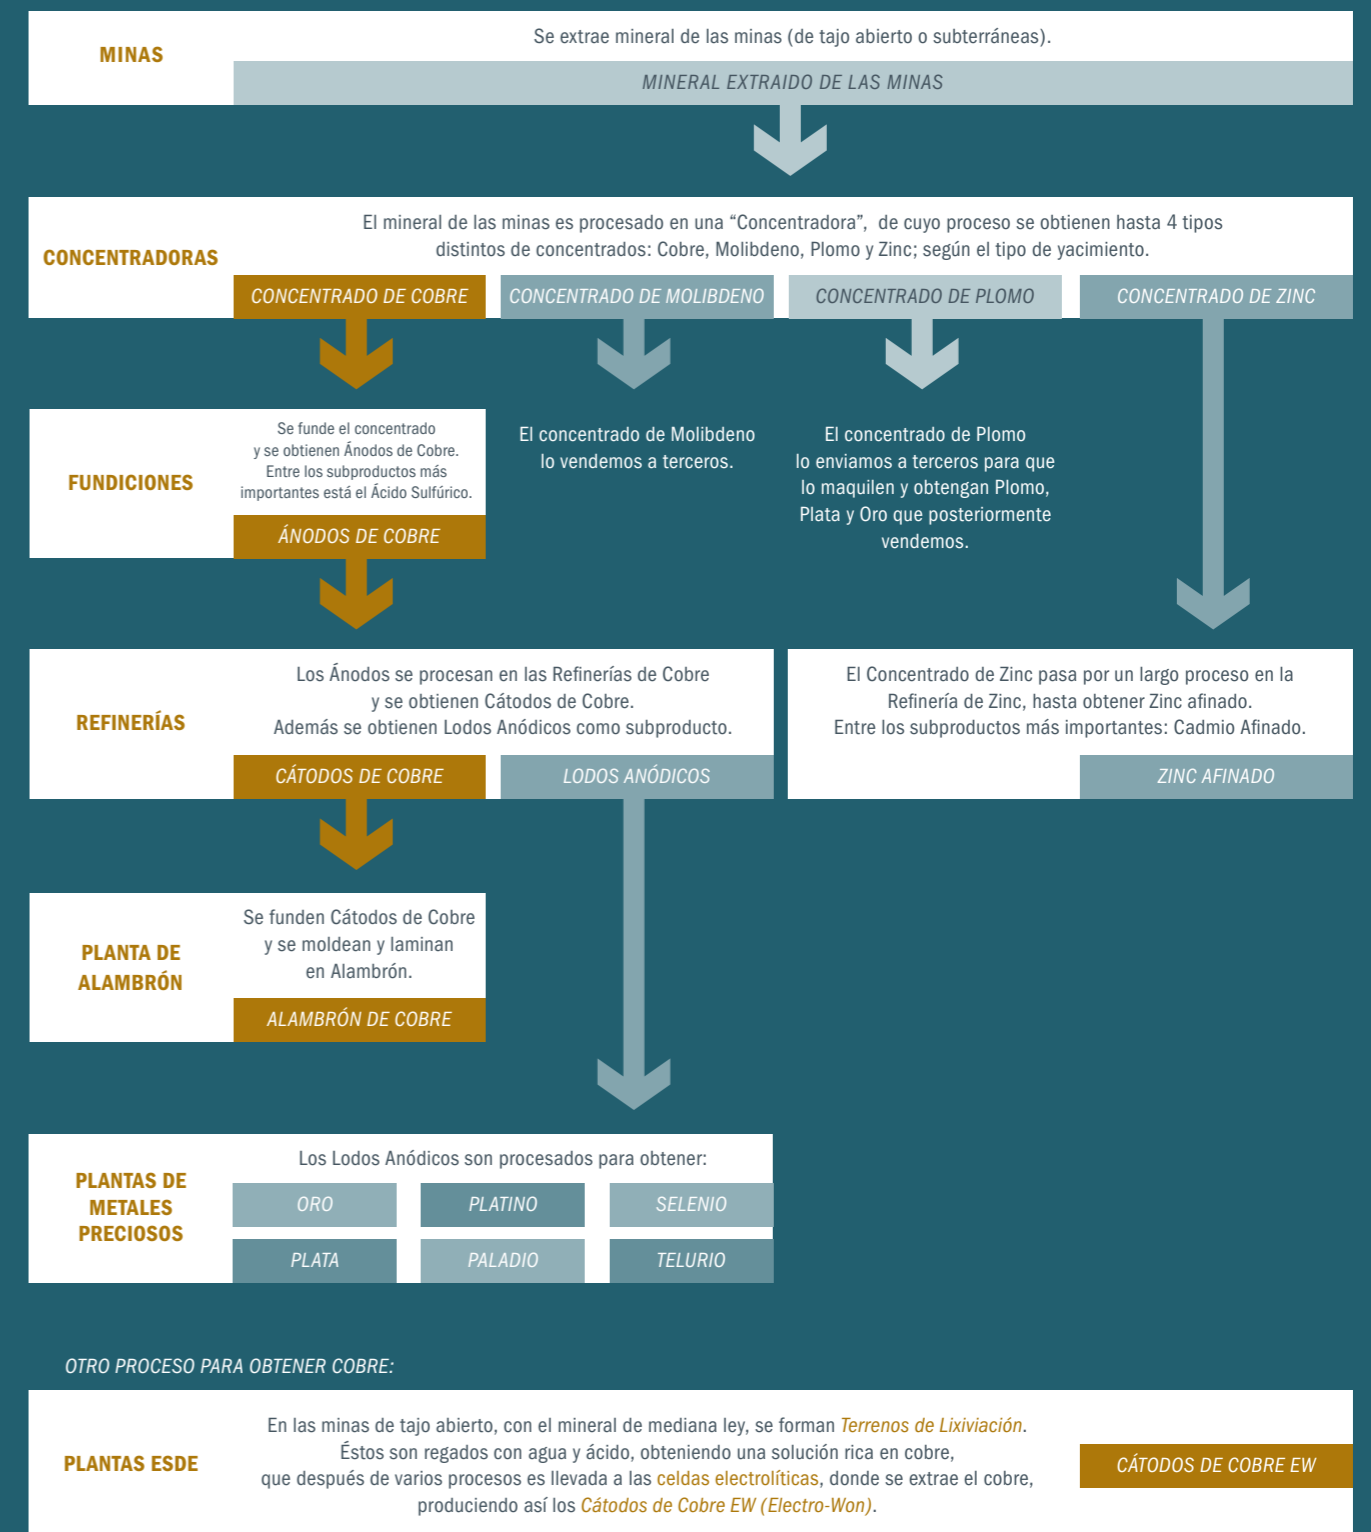 MINAS
Se extrae mineral de las minas (de tajo abierto o subterráneas).
MINERAL EXTRAIDO DE LAS MINAS
CONCENTRADORAS
El mineral de las minas es procesado en una “Concentradora”, de cuyo proceso se obtienen hasta 4 tipos
distintos de concentrados: Cobre, Molibdeno, Plomo y Zinc; según el tipo de yacimiento.
CONCENTRADO DE COBRE
CONCENTRADO DE MOLIBDENO
CONCENTRADO DE PLOMO
CONCENTRADO DE ZINC
FUNDICIONES
Se funde el concentrado
y se obtienen Ánodos de Cobre.
Entre los subproductos más
importantes está el Ácido Sulfúrico.
ÁNODOS DE COBRE
El concentrado de Molibdeno
lo vendemos a terceros.
El concentrado de Plomo
lo enviamos a terceros para que
lo maquilen y obtengan Plomo,
Plata y Oro que posteriormente
vendemos.
REFINERÍAS
Los Ánodos se procesan en las Refinerías de Cobre
y se obtienen Cátodos de Cobre.
Además se obtienen Lodos Anódicos como subproducto.
CÁTODOS DE COBRE
LODOS ANÓDICOS
El Concentrado de Zinc pasa por un largo proceso en la
Refinería de Zinc, hasta obtener Zinc afinado.
Entre los subproductos más importantes: Cadmio Afinado.
ZINC AFINADO
PLANTA DE
ALAMBRÓN
Se funden Cátodos de Cobre
y se moldean y laminan
en Alambrón.
ALAMBRÓN DE COBRE
PLANTAS DE
METALES
PRECIOSOS
Los Lodos Anódicos son procesados para obtener:
ORO
PLATINO
SELENIO
PLATA
PALADIO
TELURIO
OTRO PROCESO PARA OBTENER COBRE:
PLANTAS ESDE
En las minas de tajo abierto, con el mineral de mediana ley, se forman Terrenos de Lixiviación.
Éstos son regados con agua y ácido, obteniendo una solución rica en cobre,
que después de varios procesos es llevada a las celdas electrolíticas, donde se extrae el cobre,
produciendo así los Cátodos de Cobre EW (Electro-Won).
CÁTODOS DE COBRE EW